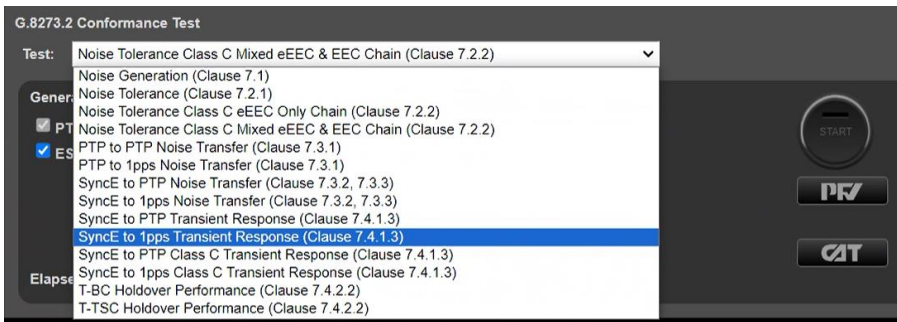 G.8273.2 Conformance Test
Test: Noise Tolerance Class C Mixed eEEC & EEC Chain (Clause 7.2.2)
Noise Generation (Clause 7.1)
Noise Tolerance (Clause 7.2.1)
Noise Tolerance Class C eEEC Only Chain (Clause 7.2.2)
Noise Tolerance Class C Mixed eEEC & EEC Chain (Clause 7.2.2)
PTP to PTP Noise Transfer (Clause 7.3.1)
PTP to 1pps Noise Transfer (Clause 7.3.1)
SyncE to PTP Noise Transfer (Clause 7.3.2, 7.3.3)
SyncE to 1pps Noise Transfer (Clause 7.3.2, 7.3.3)
SyncE to PTP Transient Response (Clause 7.4.1.3)
SyncE to 1pps Transient Response (Clause 7.4.1.3)
SyncE to PTP Class C Transient Response (Clause 7.4.1.3)
SyncE to 1pps Class C Transient Response (Clause 7.4.1.3)
T-BC Holdover Performance (Clause 7.4.2.2)
T-TSC Holdover Performance (Clause 7.4.2.2)
Gener
PT
ES
Elapse
START
PFV
CAT